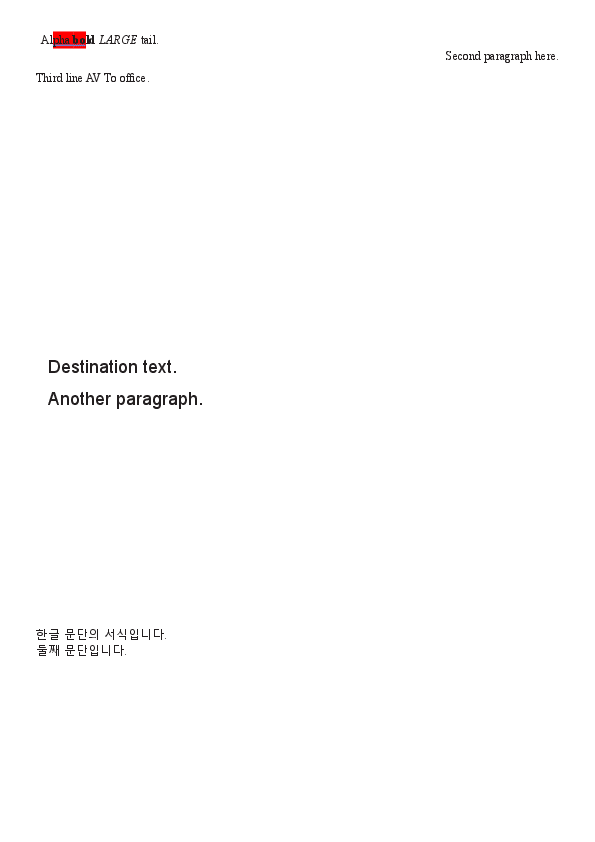 Alpha bold LARGE tail.
Second paragraph here.
Third line AV To office.
Destination text.
Another paragraph.
한글 문단의 서식입니다.
둘째 문단입니다.